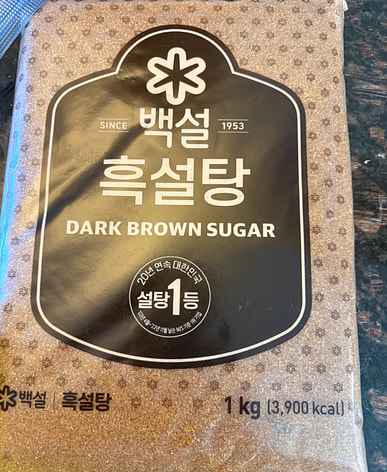 SINCE 백설 1953
흑설탕
DARK BROWN SUGAR
20년 연속 대한민국
설탕 1등
백설 | 흑설탕
1 kg (3,900 kcal)